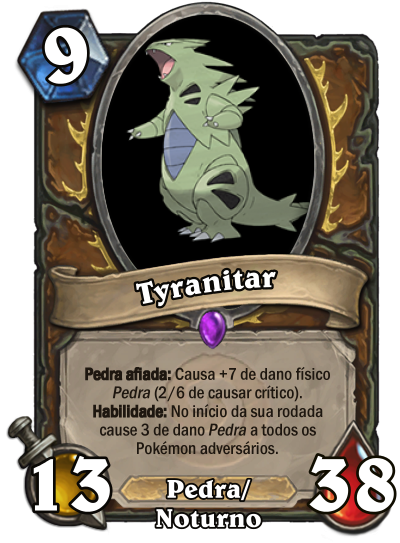 9
Tyranitar
Pedra afiada: Causa +7 de dano físico
Pedra (2/6 de causar crítico).
Habilidade: No início da sua rodada
cause 3 de dano Pedra a todos os
Pokémon adversários.
13
Pedra/
Noturno
38